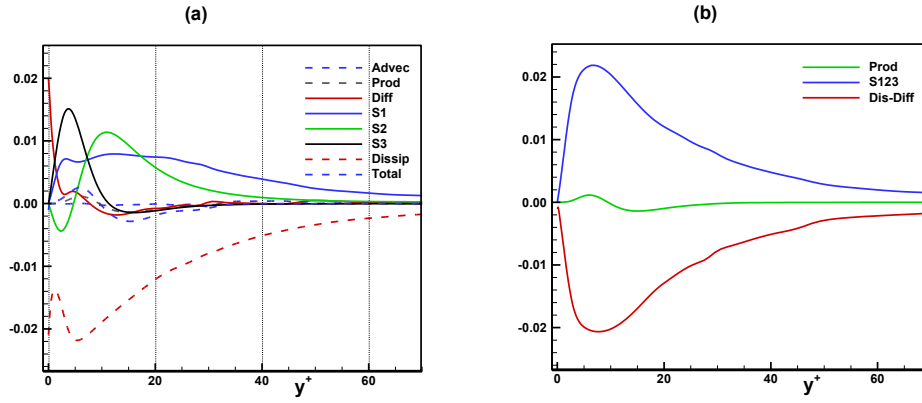 (a)
Advec
Prod
Diff
S1
S2
S3
Dissip
Total
0.02
0.01
0.00
-0.01
-0.02
0
20
40
60
y+
(b)
Prod
S123
Dis-Diff
0.02
0.01
0.00
-0.01
-0.02
0
20
40
60
y+